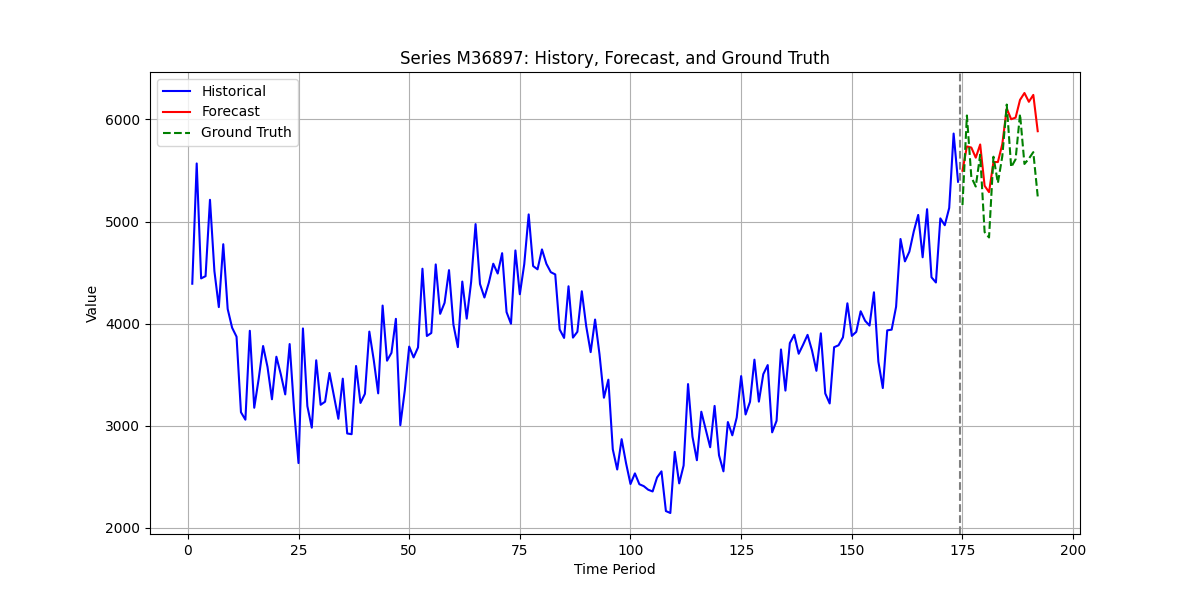 Series M36897: History, Forecast, and Ground Truth
Historical
Forecast
Ground Truth
6000
5000
4000
3000
2000
Value
0 25 50 75 100 125 150 175 200
Time Period